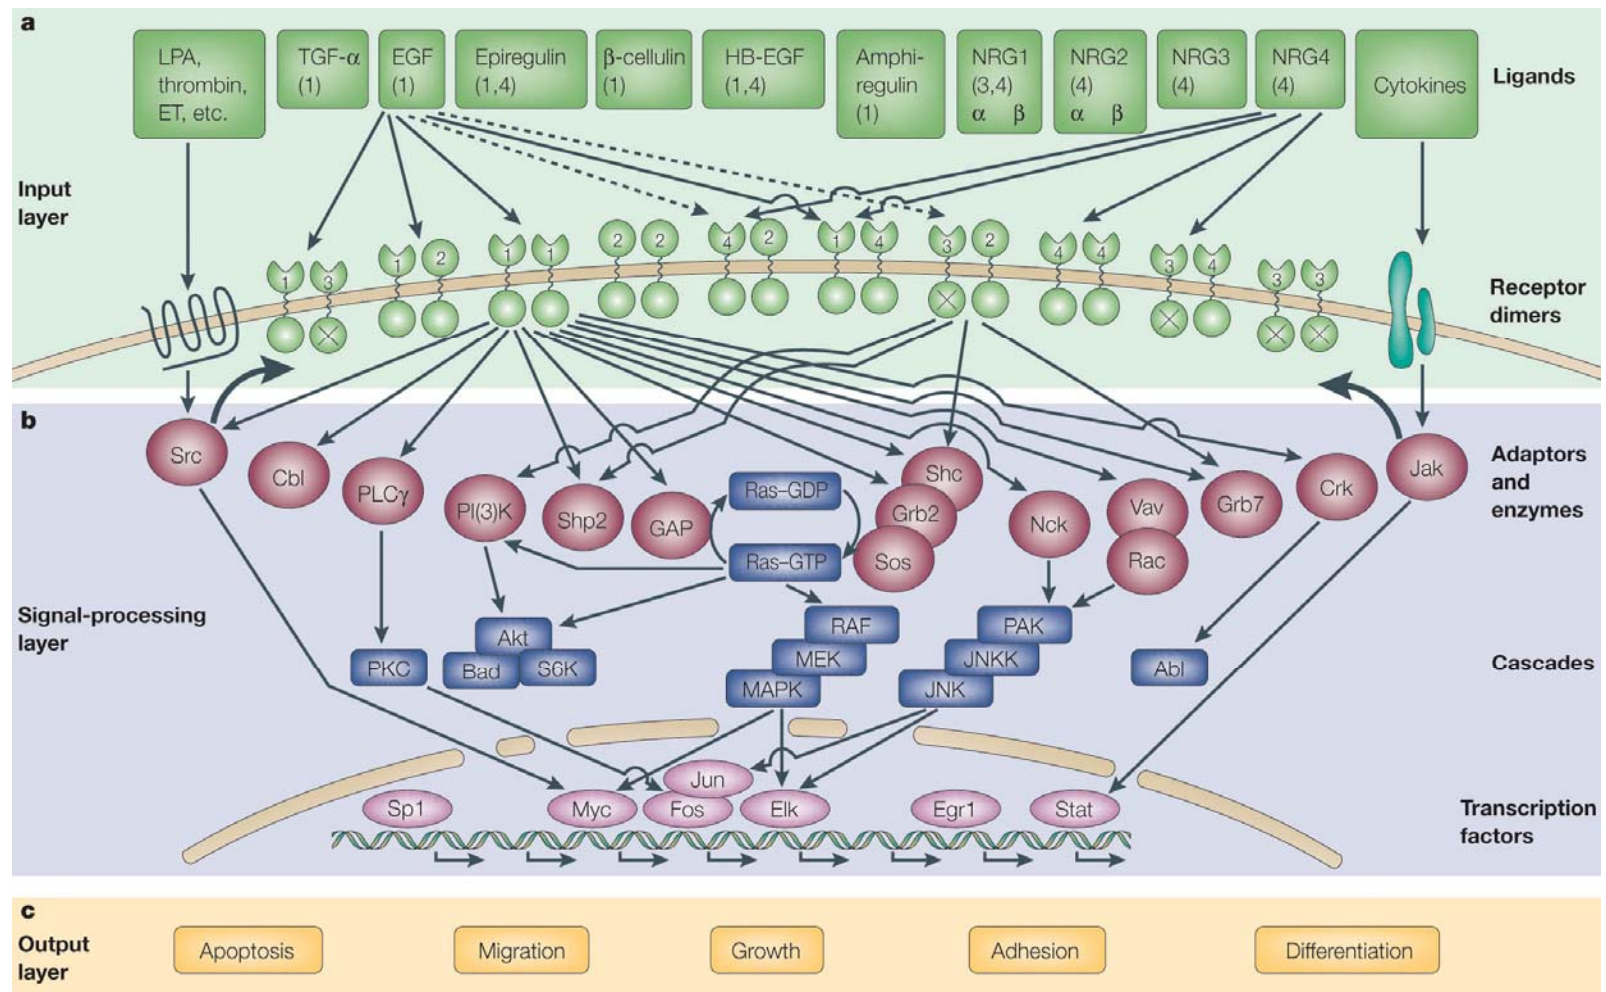 a
LPA,
thrombin,
ET, etc.
TGF-α
(1)
EGF
(1)
Epiregulin
(1,4)
β-cellulin
(1)
HB-EGF
(1,4)
Amphi-
regulin
(1)
NRG1
(3,4)
α β
NRG2
(4)
α β
NRG3
(4)
NRG4
(4)
Cytokines
Ligands
Input
layer
1 3
1 2
1 1
2 2
4 2
1 4
3 2
4 4
3 4
3 3
Receptor
dimers
b
Src
Cbl
PLCγ
PI(3)K
Shp2
GAP
Ras–GDP
Ras–GTP
Shc
Grb2
Sos
Nck
Vav
Rac
Grb7
Crk
Jak
Adaptors
and
enzymes
Signal-processing
layer
PKC
Akt
Bad
S6K
RAF
MEK
MAPK
PAK
JNKK
JNK
Abl
Cascades
Sp1
Myc
Jun
Fos
Elk
Egr1
Stat
Transcription
factors
c
Output
layer
Apoptosis
Migration
Growth
Adhesion
Differentiation